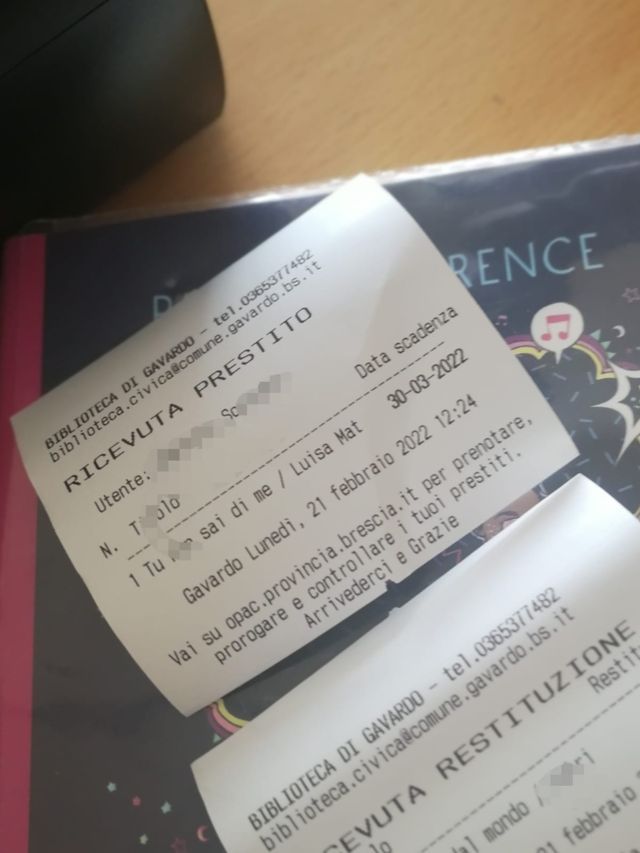 RENCE
BIBLIOTECA DI GAVARDO - tel.0365377482
biblioteca.civica@comune.gavardo.bs.it
RICEVUTA PRESTITO
Utente:
N. Data scadenza
1 Tu sai di me / Luisa Mat 30-03-2022
Gavardo Lunedì, 21 febbraio 2022 12:24
Vai su opac.provincia.brescia.it per prenotare,
prorogare e controllare i tuoi prestiti.
Arrivederci e Grazie
BIBLIOTECA DI GAVARDO - tel.0365377482
biblioteca.civica@comune.gavardo.bs.it
CEVUTA RESTITUZIONE
Restit
dal mondo /
21 febbraio